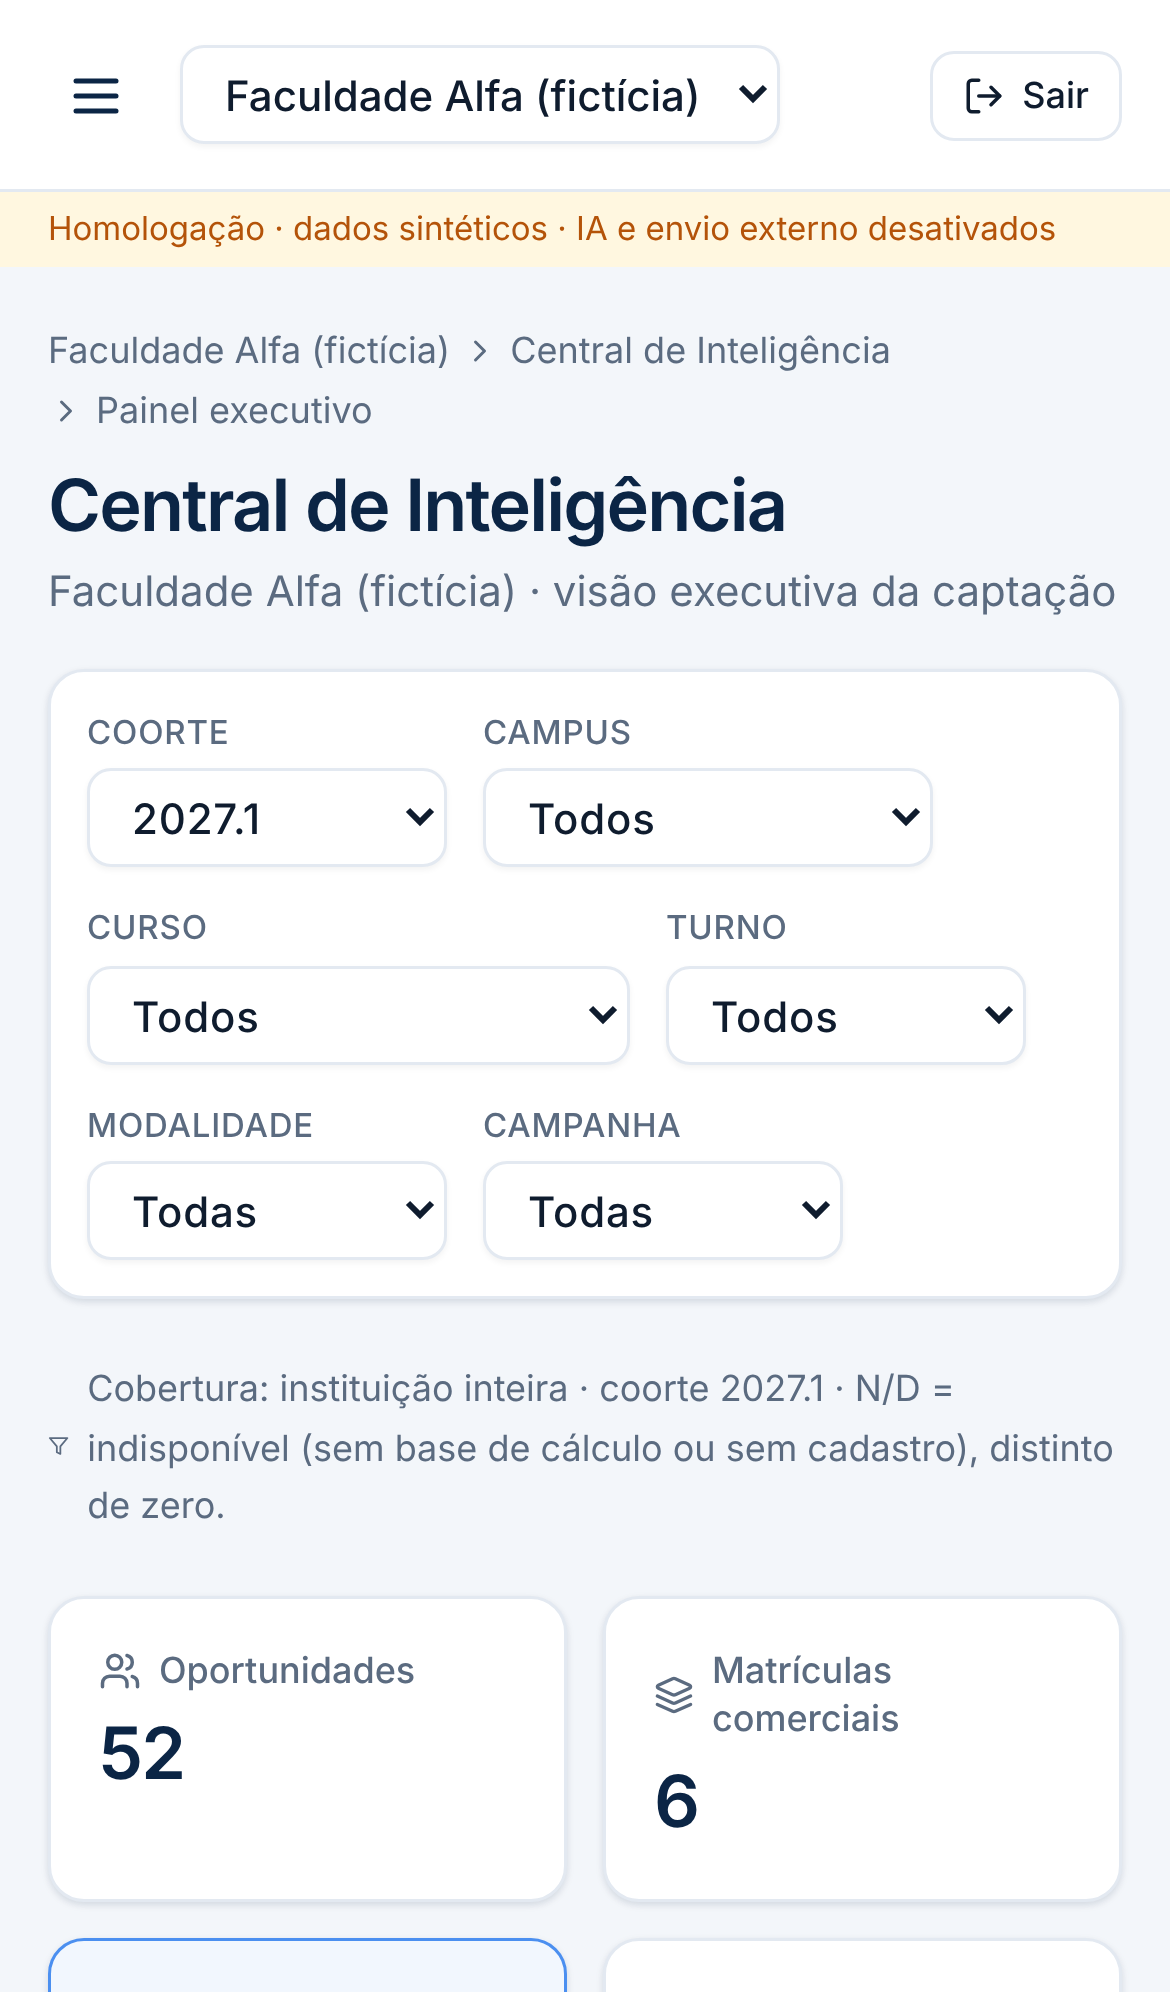 Faculdade Alfa (fictícia)
Sair
Homologação · dados sintéticos · IA e envio externo desativados
Faculdade Alfa (fictícia) > Central de Inteligência
> Painel executivo
Central de Inteligência
Faculdade Alfa (fictícia) · visão executiva da captação
COORTE CAMPUS
2027.1 Todos
CURSO TURNO
Todos Todos
MODALIDADE CAMPANHA
Todas Todas
Cobertura: instituição inteira · coorte 2027.1 · N/D =
indisponível (sem base de cálculo ou sem cadastro), distinto
de zero.
Oportunidades
52
Matrículas
comerciais
6